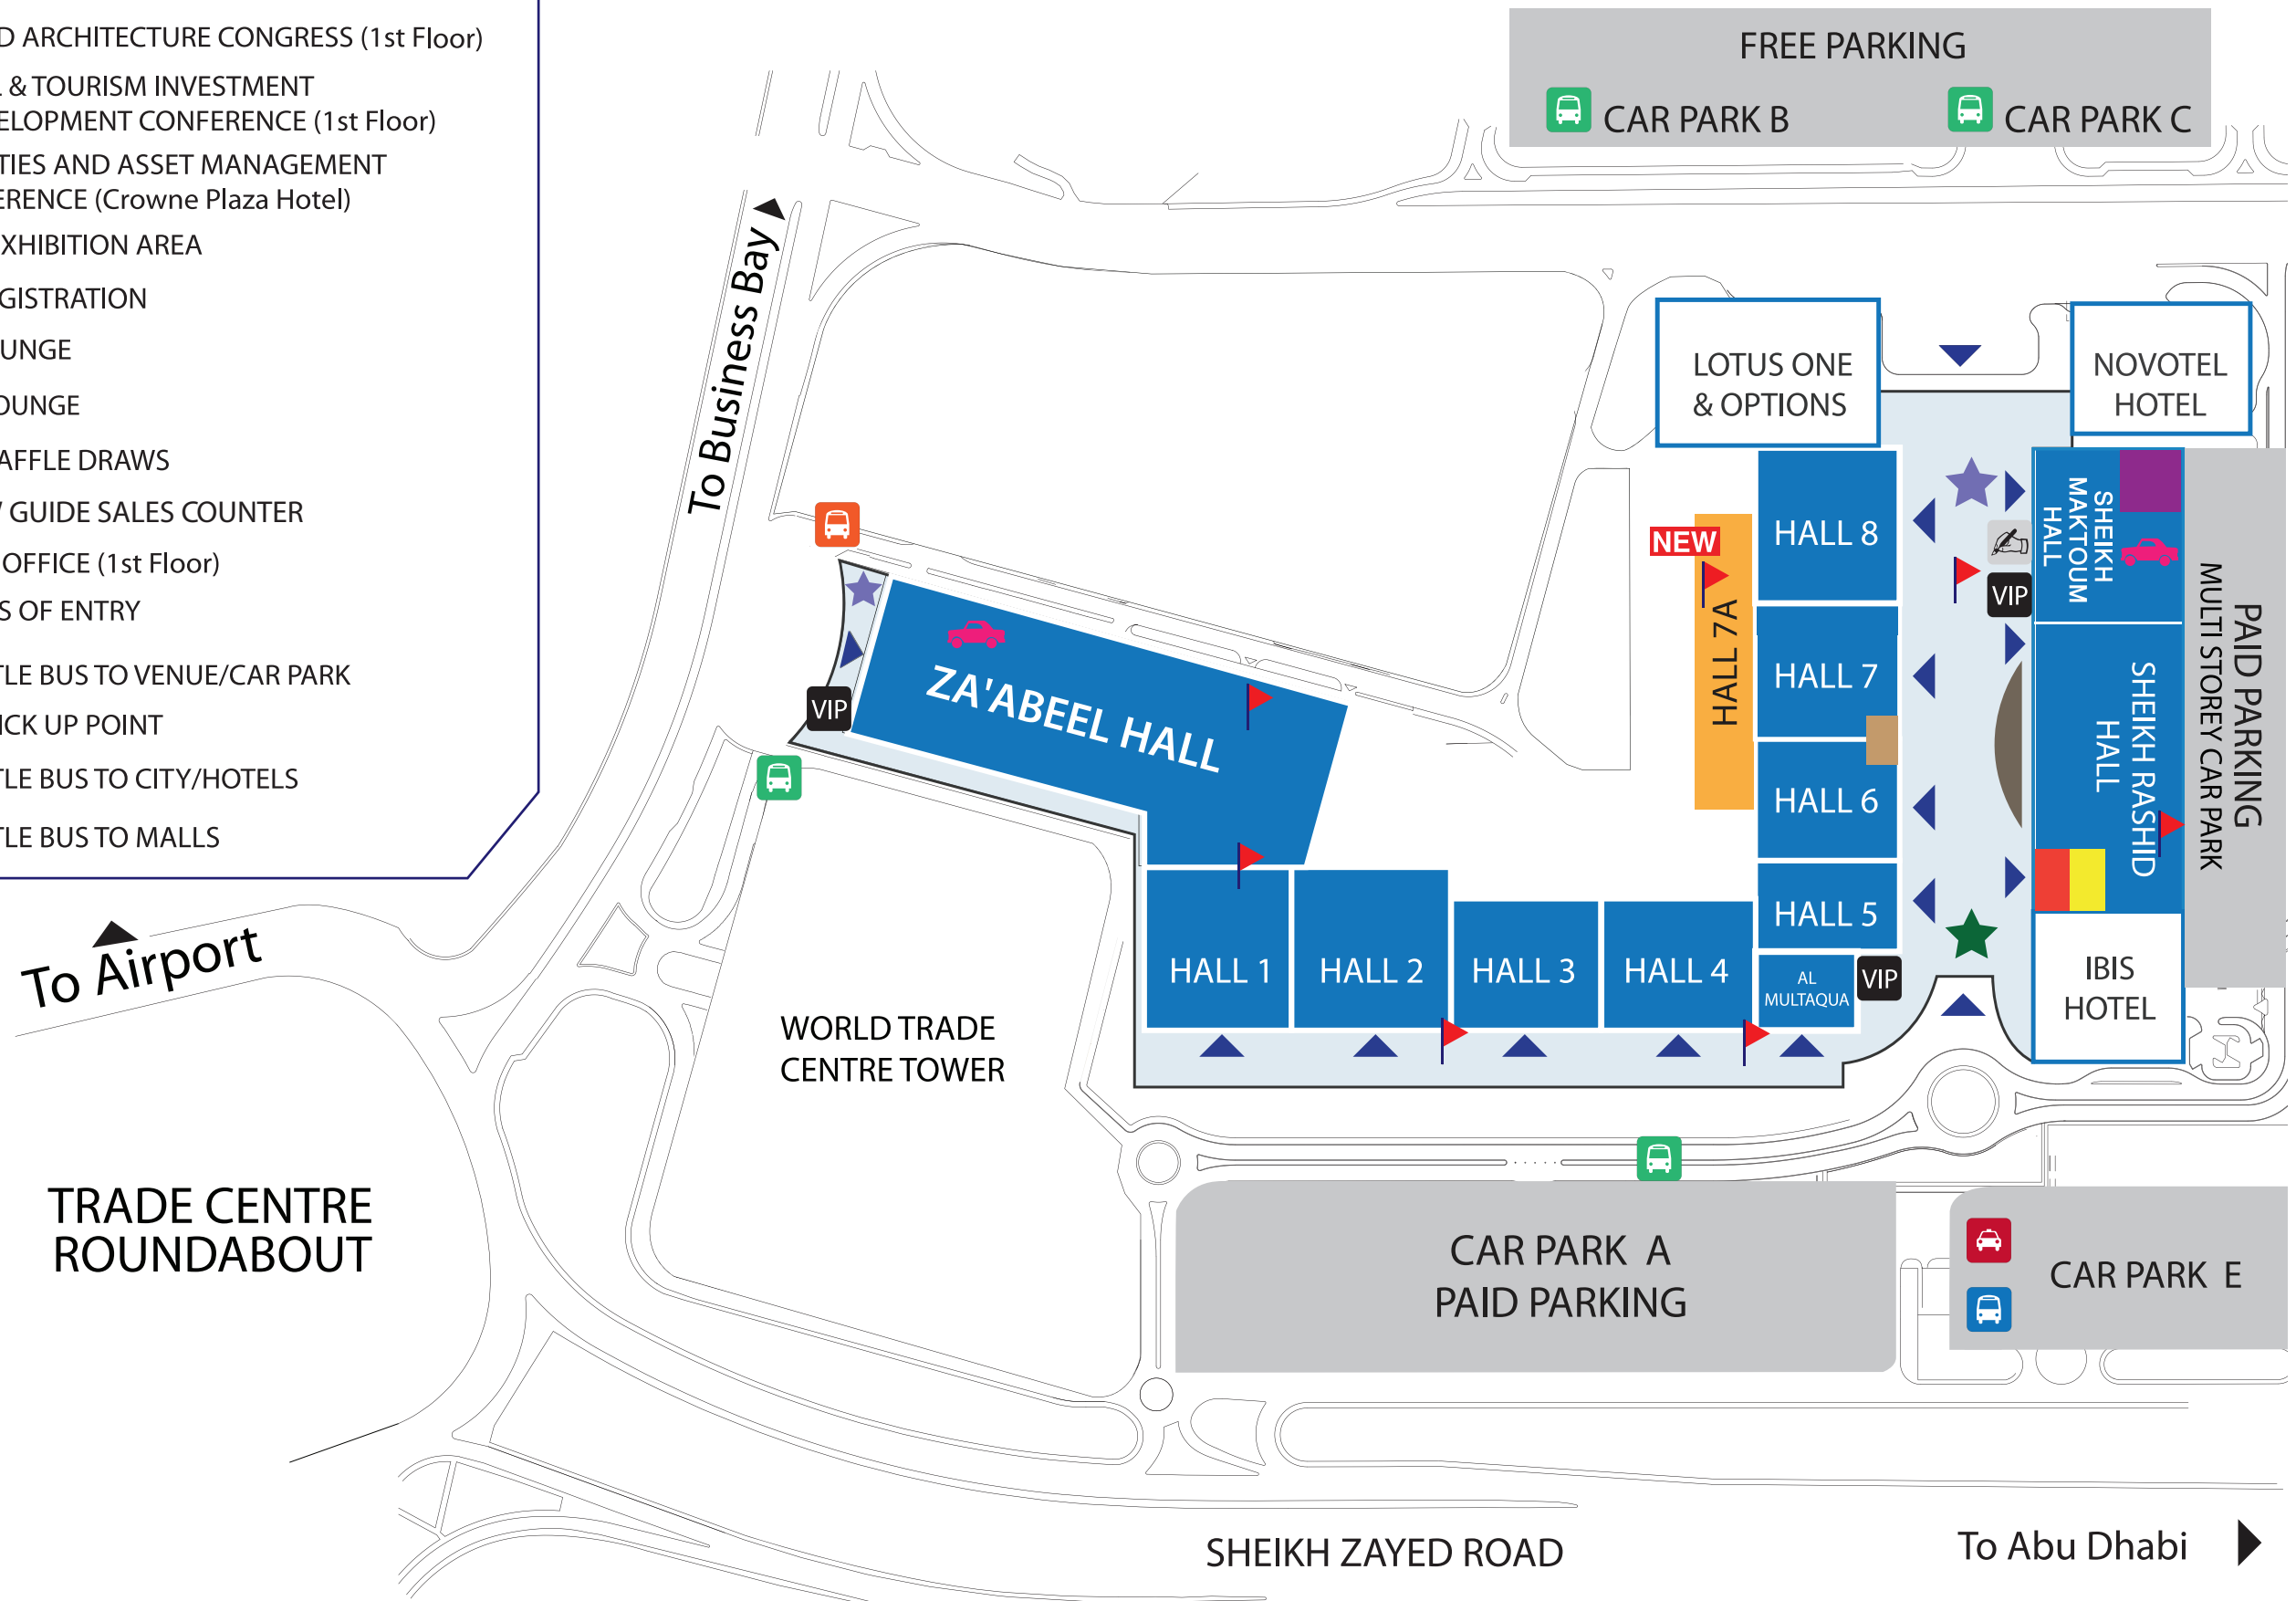 D ARCHITECTURE CONGRESS (1st Floor)
L & TOURISM INVESTMENT
ELOPMENT CONFERENCE (1st Floor)
TIES AND ASSET MANAGEMENT
ERENCE (Crowne Plaza Hotel)
XHIBITION AREA
GISTRATION
UNGE
OUNGE
AFFLE DRAWS
/ GUIDE SALES COUNTER
OFFICE (1st Floor)
S OF ENTRY
TLE BUS TO VENUE/CAR PARK
ICK UP POINT
TLE BUS TO CITY/HOTELS
TLE BUS TO MALLS
FREE PARKING
CAR PARK B
CAR PARK C
To Business Bay
LOTUS ONE
& OPTIONS
NOVOTEL
HOTEL
HALL 8
NEW
HALL 7A
HALL 7
HALL 6
HALL 5
SHEIKH
MAKTOUM
HALL
VIP
SHEIKH RASHID
HALL
PAID PARKING
MULTI STOREY CAR PARK
ZA'ABEEL HALL
VIP
HALL 1
HALL 2
HALL 3
HALL 4
AL
MULTAQUA
VIP
IBIS
HOTEL
To Airport
WORLD TRADE
CENTRE TOWER
TRADE CENTRE
ROUNDABOUT
CAR PARK A
PAID PARKING
CAR PARK E
SHEIKH ZAYED ROAD
To Abu Dhabi